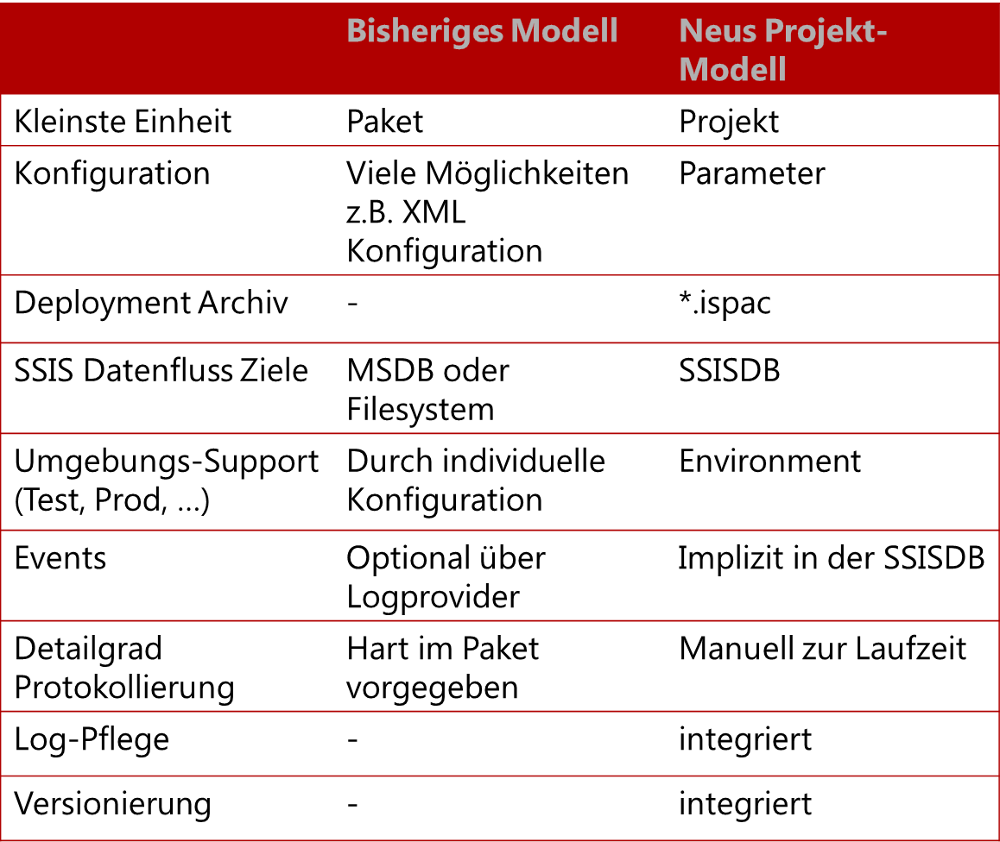 Bisheriges Modell Neus Projekt-
Modell
Kleinste Einheit Paket Projekt
Konfiguration Viele Möglichkeiten Parameter
z.B. XML
Konfiguration
Deployment Archiv - *.ispac
SSIS Datenfluss Ziele MSDB oder SSISDB
Filesystem
Umgebungs-Support Durch individuelle Environment
(Test, Prod, ...) Konfiguration
Events Optional über Implizit in der SSISDB
Logprovider
Detailgrad Hart im Paket Manuell zur Laufzeit
Protokollierung vorgegeben
Log-Pflege - integriert
Versionierung - integriert